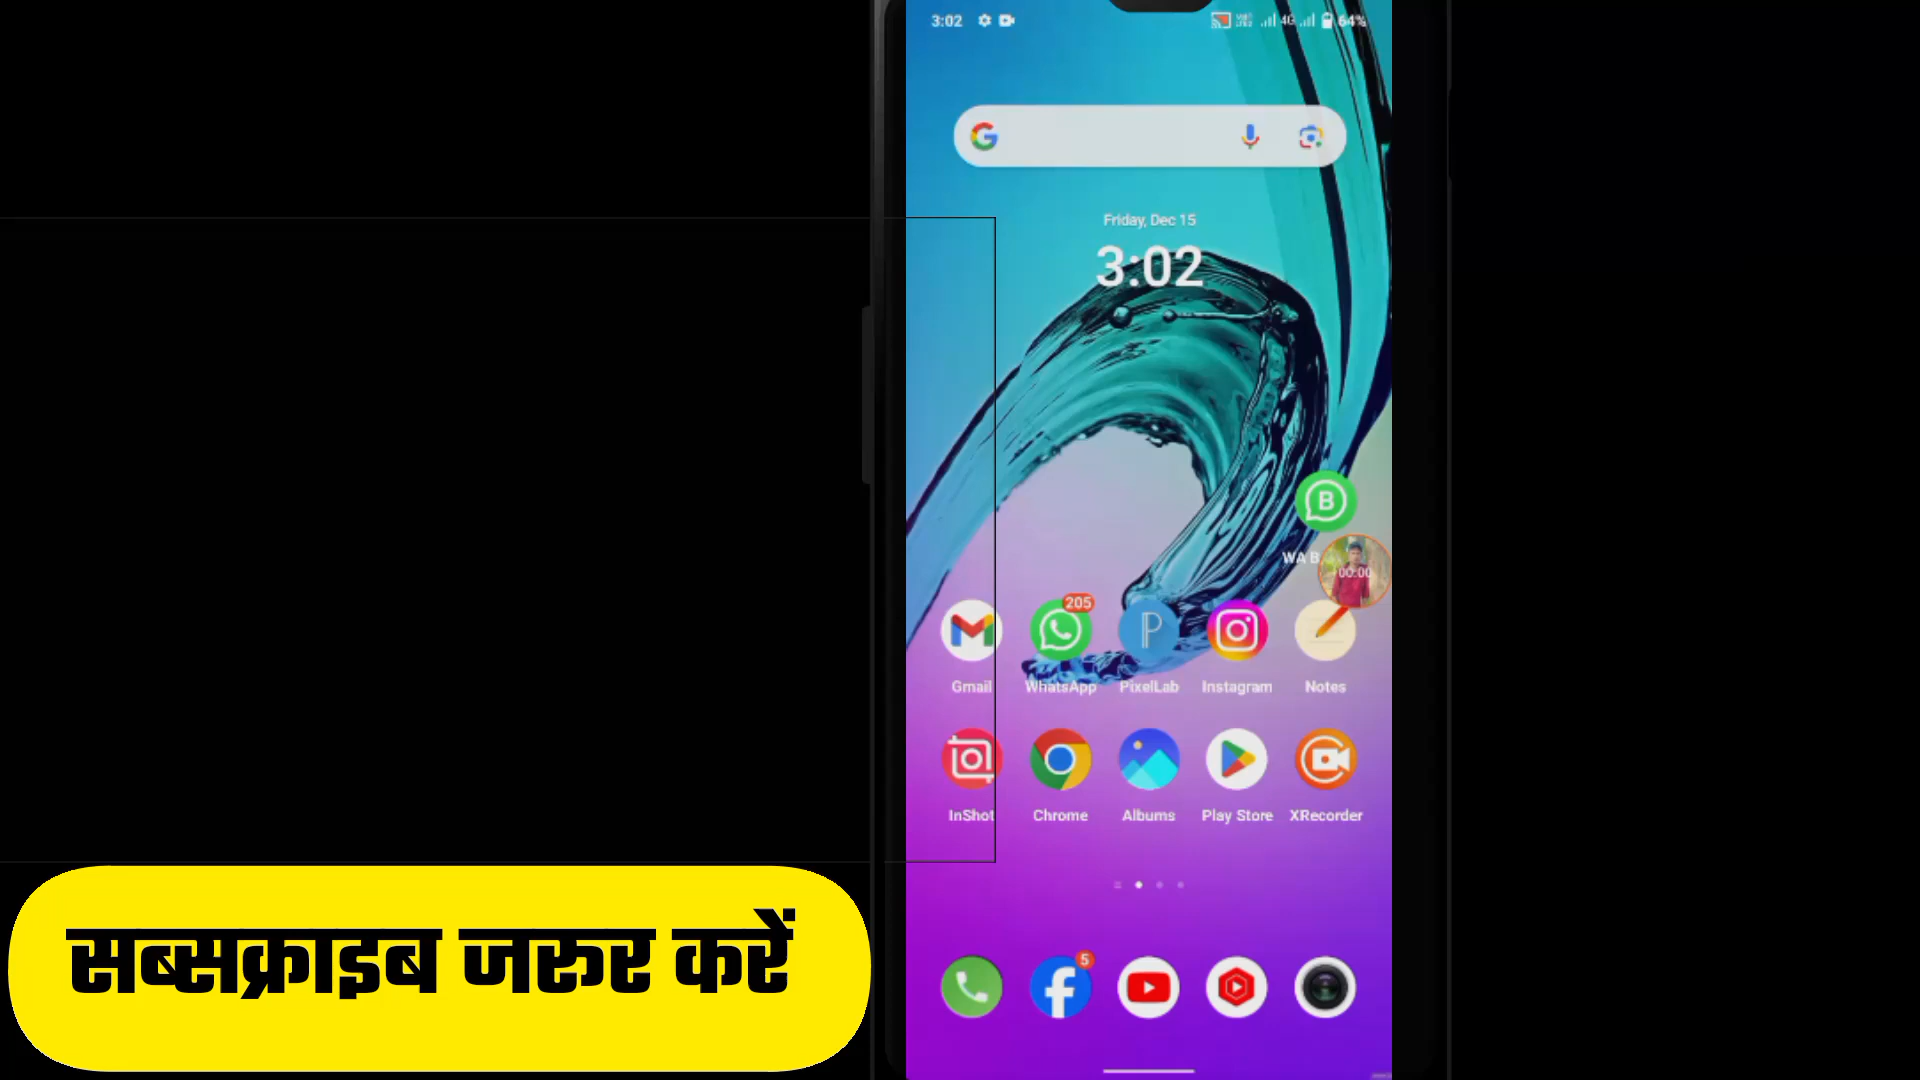 3:02 4G 64%
Friday, Dec 15
3:02
B
WA B
00:00
205
Gmail WhatsApp PixelLab Instagram Notes
InShot Chrome Albums Play Store XRecorder
5
सब्सक्राइब जरूर करें